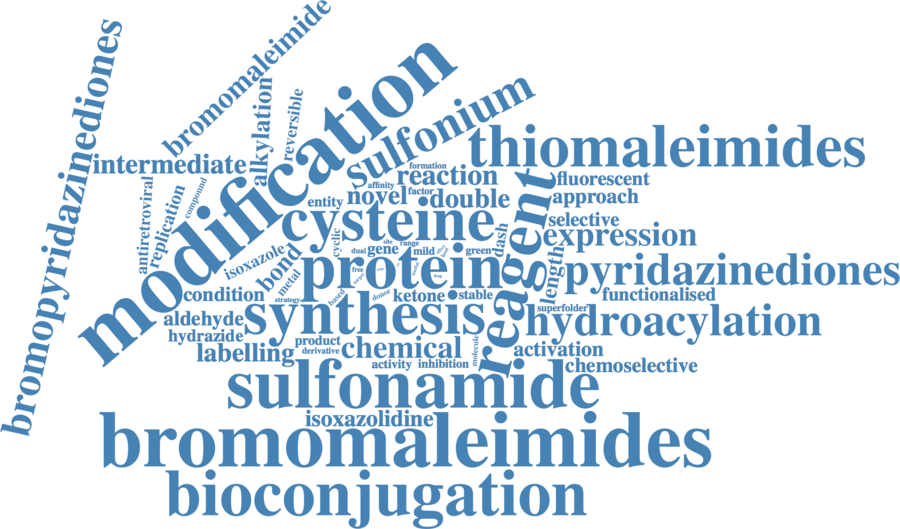 bromopyridazinediones
bromomaleimide
modification
alkylation
reversible
sulfonium
thiomaleimides
intermediate
antiretroviral
replication
compound
formation
reaction
affinity
factor
entity
novel
double
fluorescent
approach
cysteine
selective
reagent
dash
expression
cyclic
site
dual
gene
range
mild
green
isoxazole
bond
metal
protein
free
target
length
pyridazinediones
condition
strategy
based
donor
ketone
stable
functionalised
superfolder
aldehyde
synthesis
hydroacylation
hydrazide
product
labelling
derivative
chemical
molecule
activation
activity
inhibition
chemoselective
sulfonamide
isoxazolidine
bromomaleimides
bioconjugation